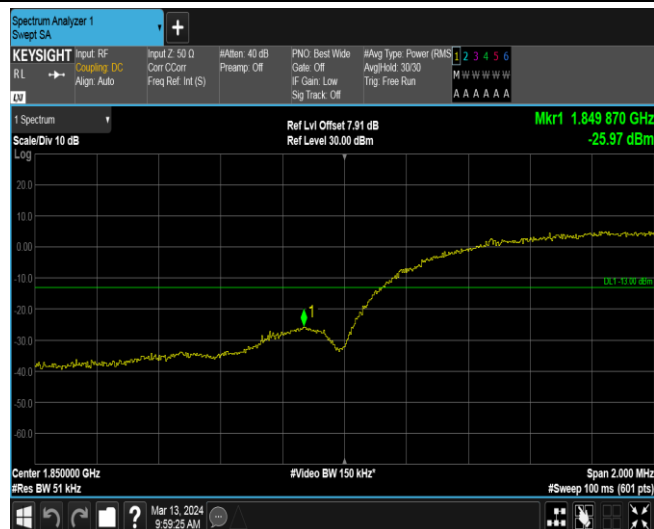 Spectrum Analyzer 1
Swept SA
+
KEYSIGHT
RL
LXI
Input: RF
Coupling: DC
Align: Auto
Input Z: 50 Ω
Corr CCorr
Freq Ref: Int (S)
#Atten: 40 dB
Preamp: Off
PNO: Best Wide
Gate: Off
IF Gain: Low
Sig Track: Off
#Avg Type: Power (RMS
Avg|Hold: 30/30
Trig: Free Run
1 2 3 4 5 6
M W W W W W
A A A A A A
1 Spectrum
Scale/Div 10 dB
Log
Ref Lvl Offset 7.91 dB
Ref Level 30.00 dBm
Mkr1 1.849 870 GHz
-25.97 dBm
20.0
10.0
0.00
-10.0
DL1 -13.00 dBm
1
-20.0
-30.0
-40.0
-50.0
-60.0
Center 1.850000 GHz
#Res BW 51 kHz
#Video BW 150 kHz*
Span 2.000 MHz
#Sweep 100 ms (601 pts)
?
Mar 13, 2024
9:59:25 AM